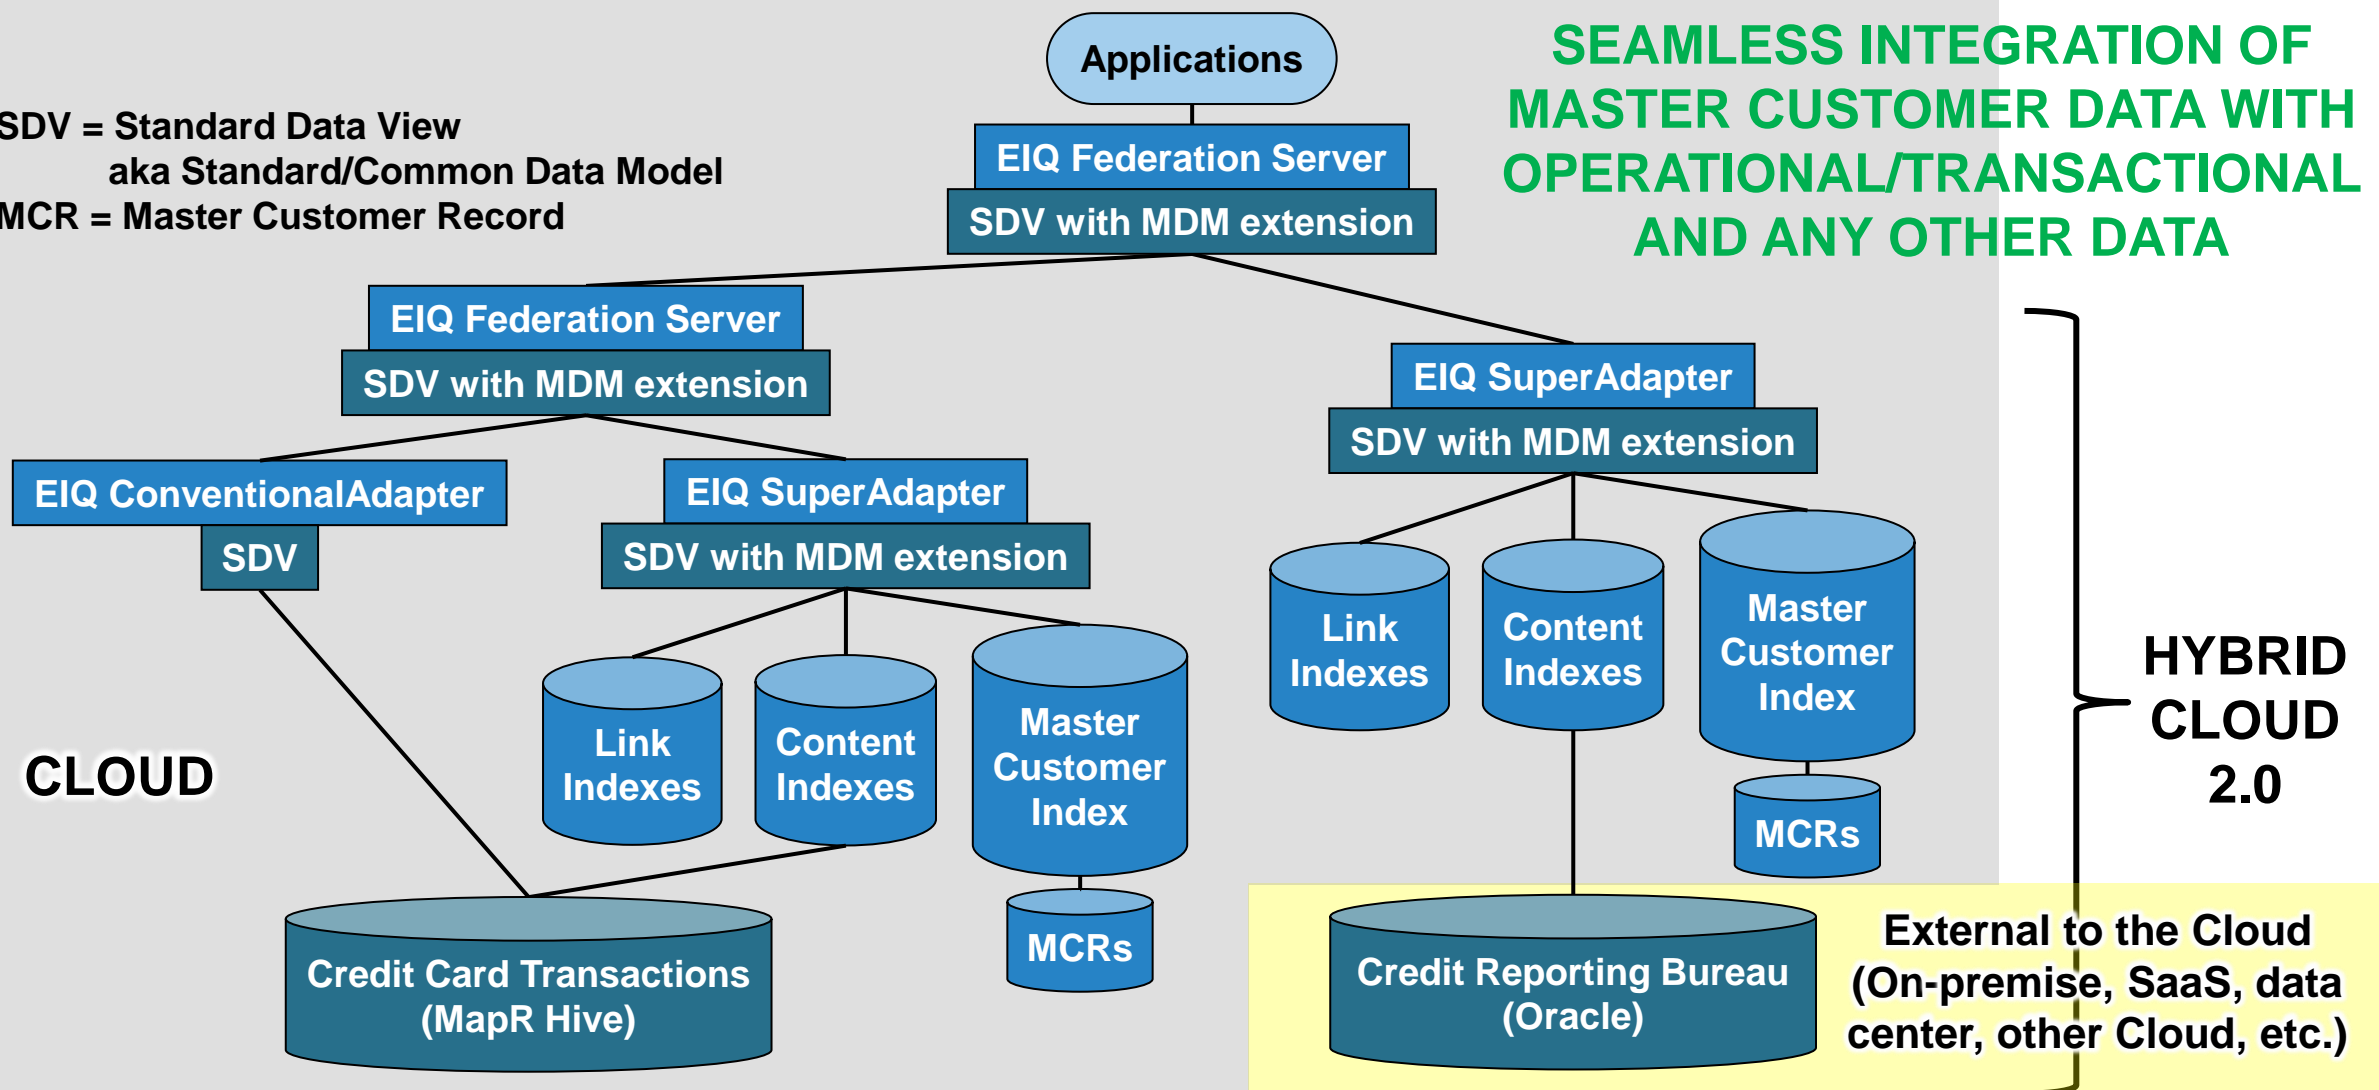 Applications
SEAMLESS INTEGRATION OF
MASTER CUSTOMER DATA WITH
OPERATIONAL/TRANSACTIONAL
AND ANY OTHER DATA
SDV = Standard Data View
aka Standard/Common Data Model
MCR = Master Customer Record
EIQ Federation Server
SDV with MDM extension
EIQ Federation Server
SDV with MDM extension
EIQ SuperAdapter
SDV with MDM extension
EIQ ConventionalAdapter
SDV
EIQ SuperAdapter
SDV with MDM extension
Link
Indexes
Content
Indexes
Master
Customer
Index
MCRs
Link
Indexes
Content
Indexes
Master
Customer
Index
MCRs
HYBRID
CLOUD
2.0
CLOUD
Credit Card Transactions
(MapR Hive)
Credit Reporting Bureau
(Oracle)
External to the Cloud
(On-premise, SaaS, data
center, other Cloud, etc.)